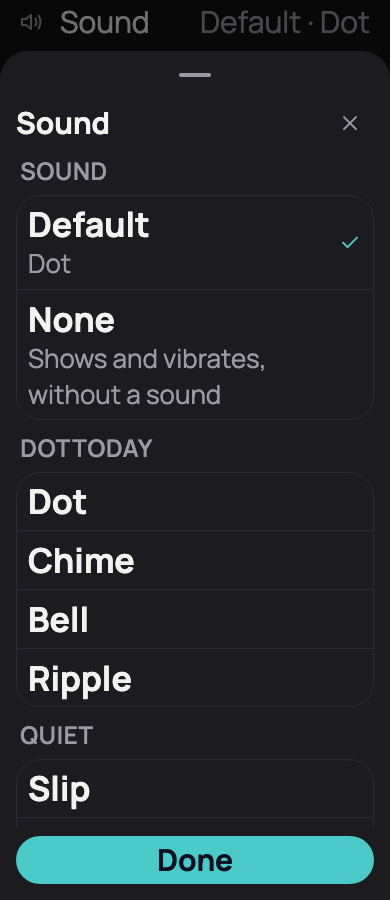 Sound Default · Dot
Sound
SOUND
Default
Dot
None
Shows and vibrates,
without a sound
DOTTODAY
Dot
Chime
Bell
Ripple
QUIET
Slip
Done